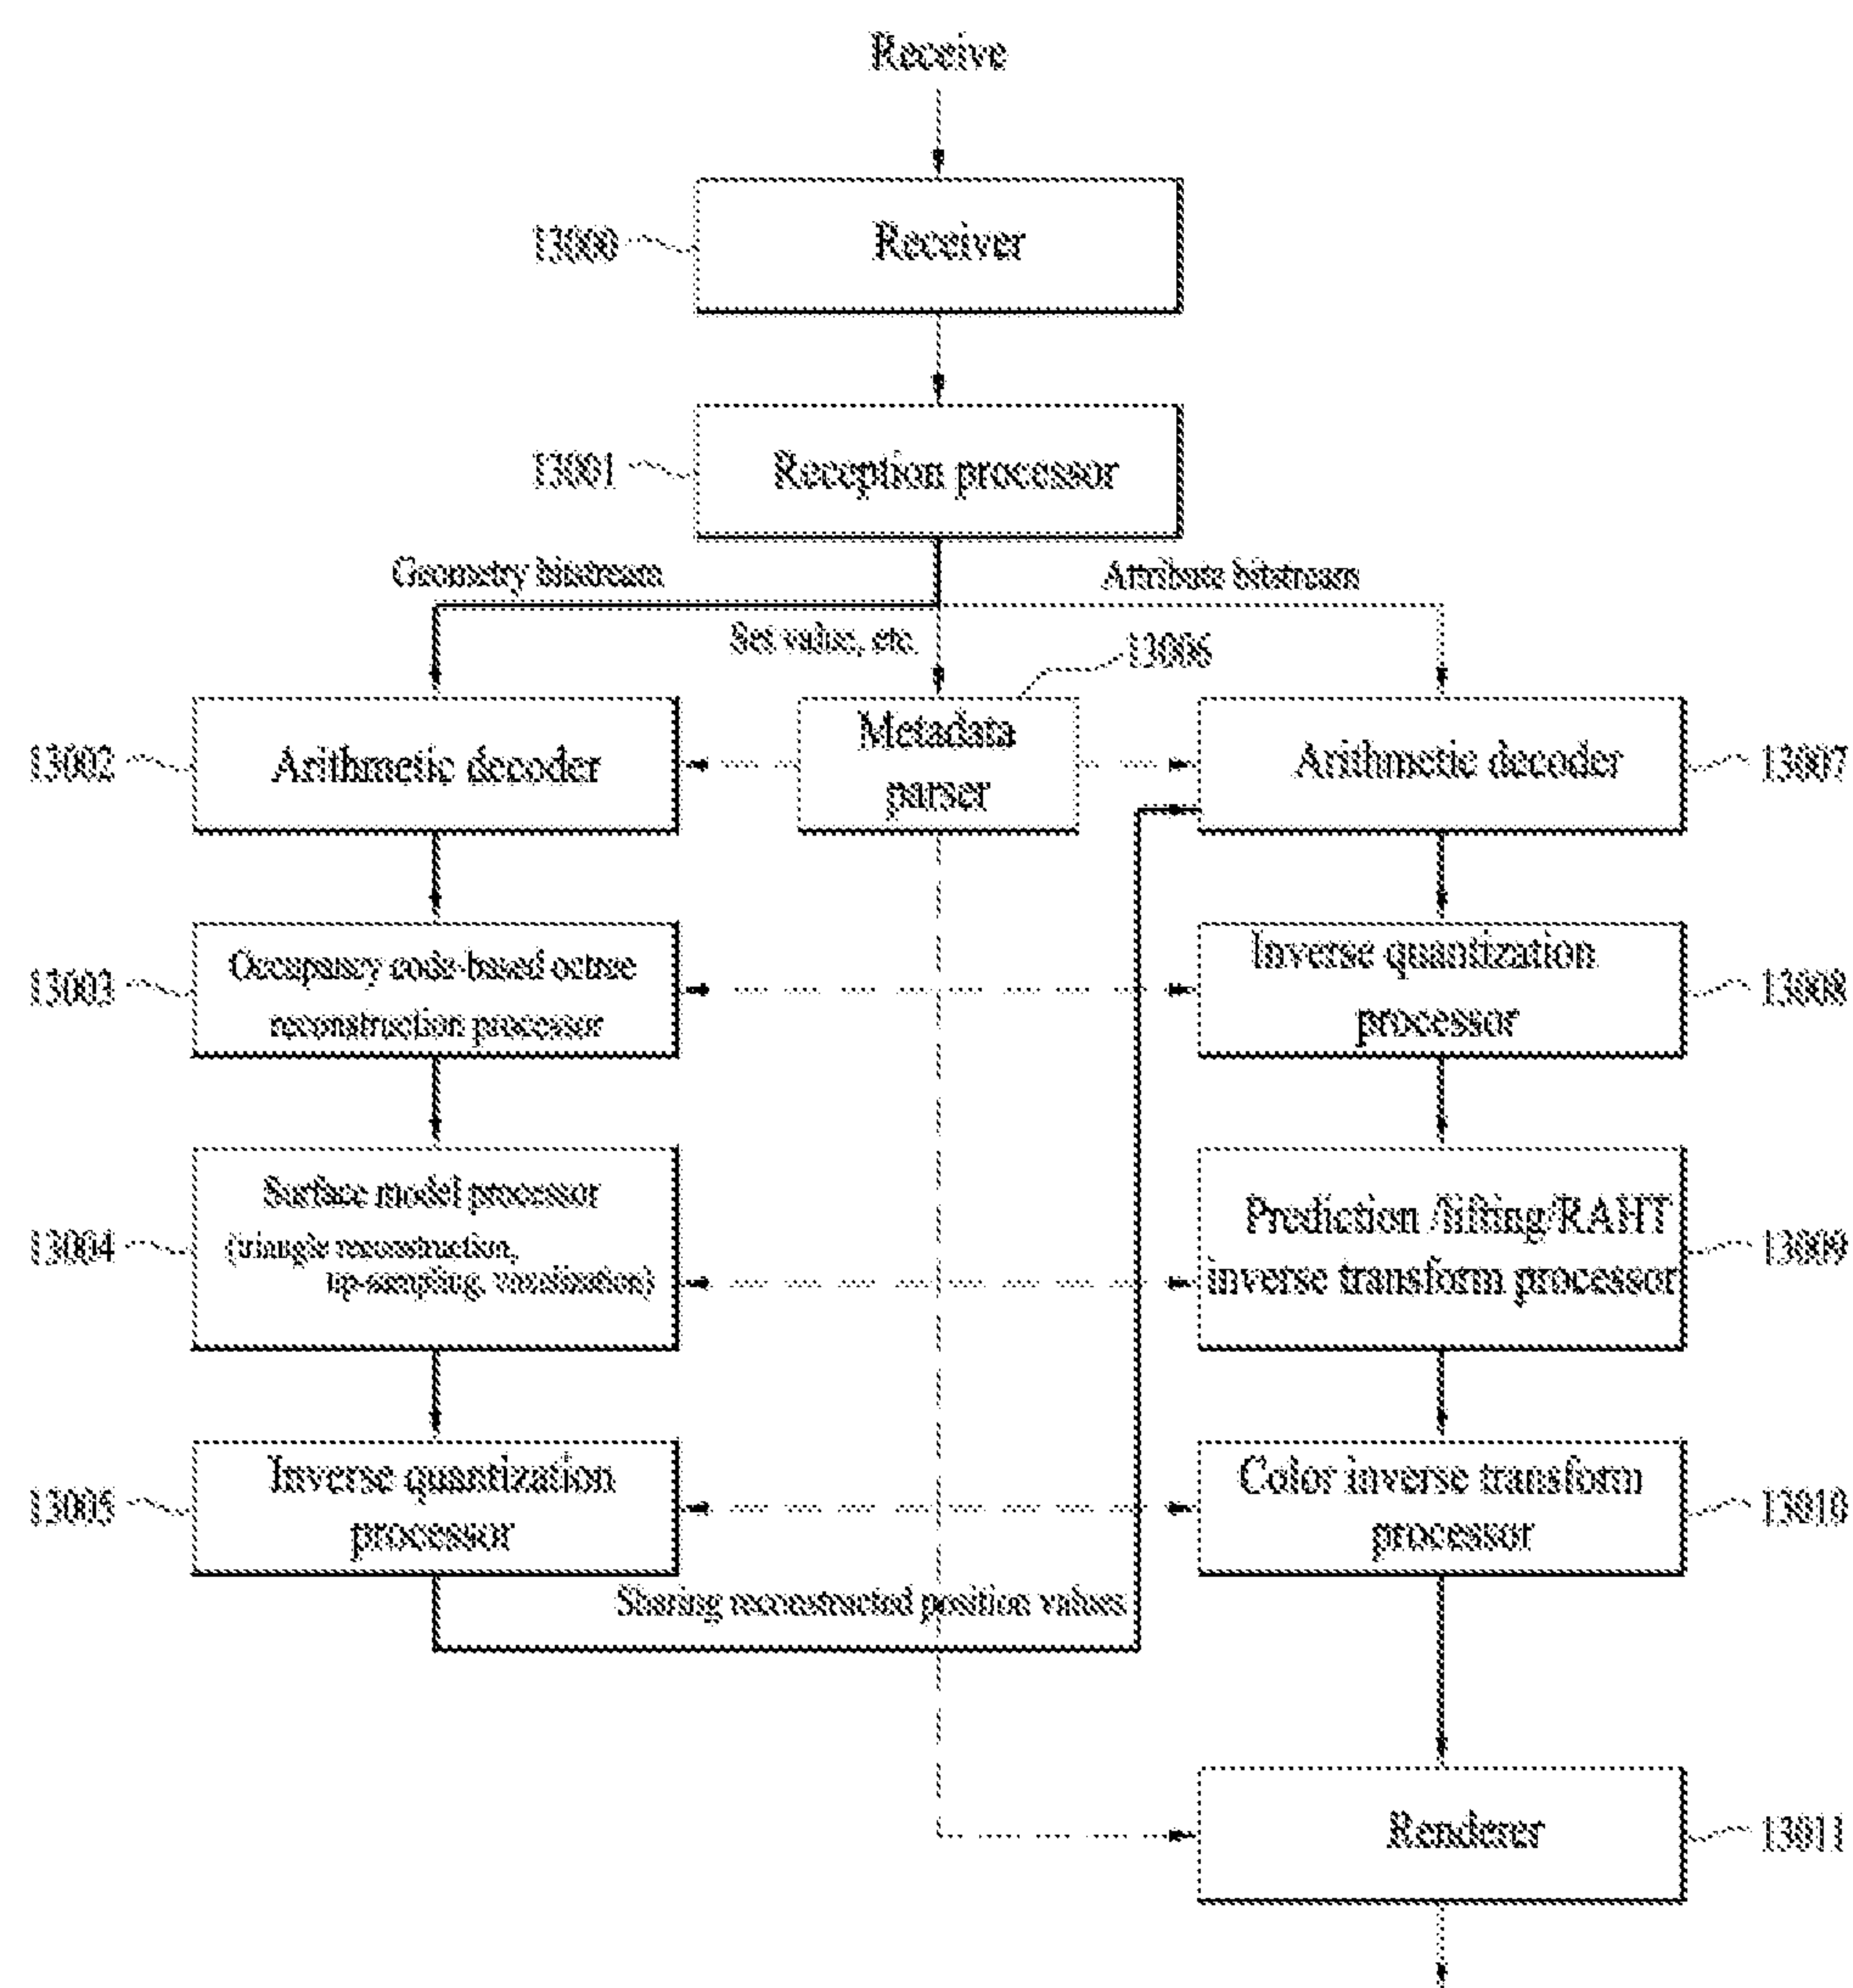 Receive
13000
Receiver
13001
Reception processor
Geometry bitstream
Attribute bitstream
Set value, etc.
13006
13002
Arithmetic decoder
Metadata
parser
Arithmetic decoder
13007
13003
Occupancy code-based octree
reconstruction processor
Inverse quantization
processor
13008
13004
Surface model processor
(triangle reconstruction,
up-sampling, voxelization)
Prediction /lifting/RAHT
inverse transform processor
13009
13005
Inverse quantization
processor
Color inverse transform
processor
13010
Sharing reconstructed position values
Renderer
13011